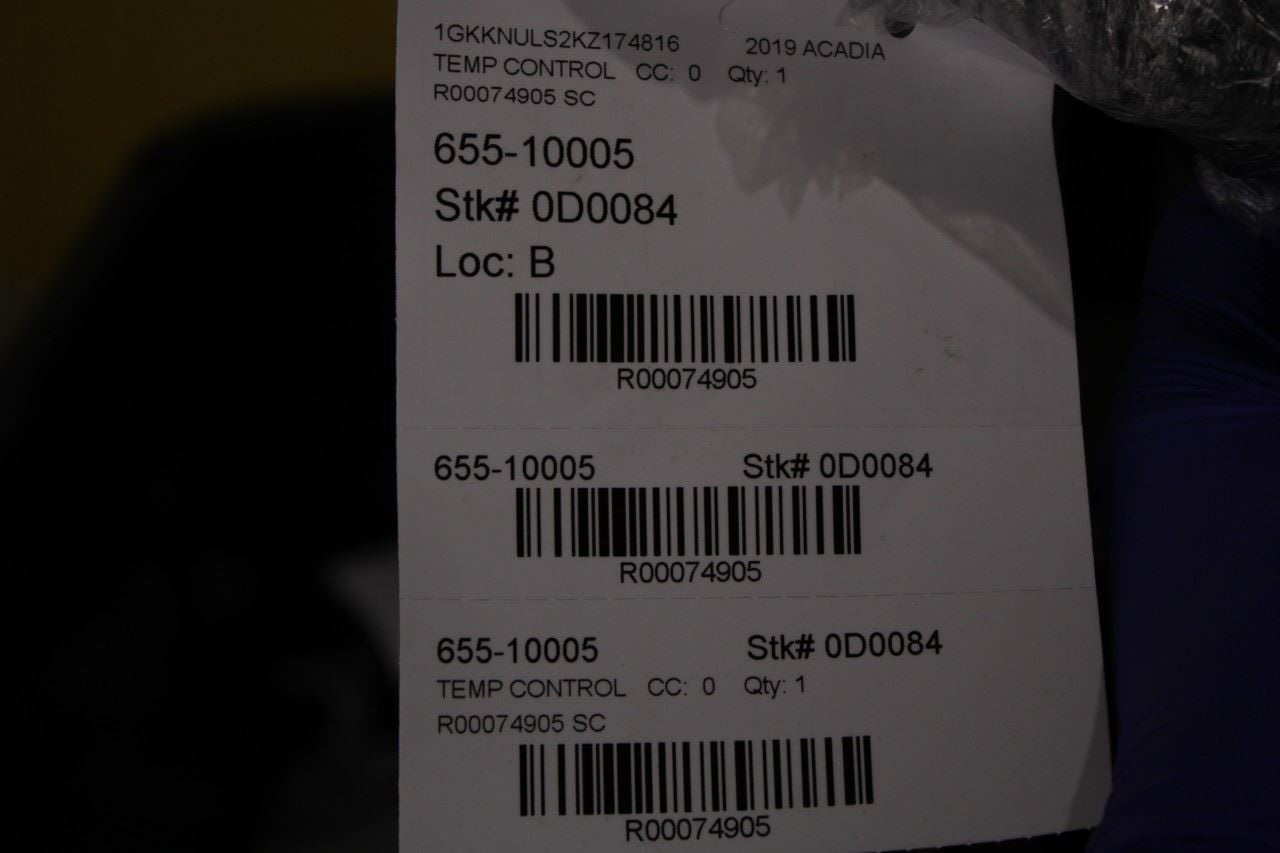 1GKKNULS2KZ174816 2019 ACADIA
TEMP CONTROL CC: 0 Qty: 1
R00074905 SC
655-10005
Stk# 0D0084
Loc: B
R00074905
655-10005 Stk# 0D0084
R00074905
655-10005 Stk# 0D0084
TEMP CONTROL CC: 0 Qty: 1
R00074905 SC
R00074905